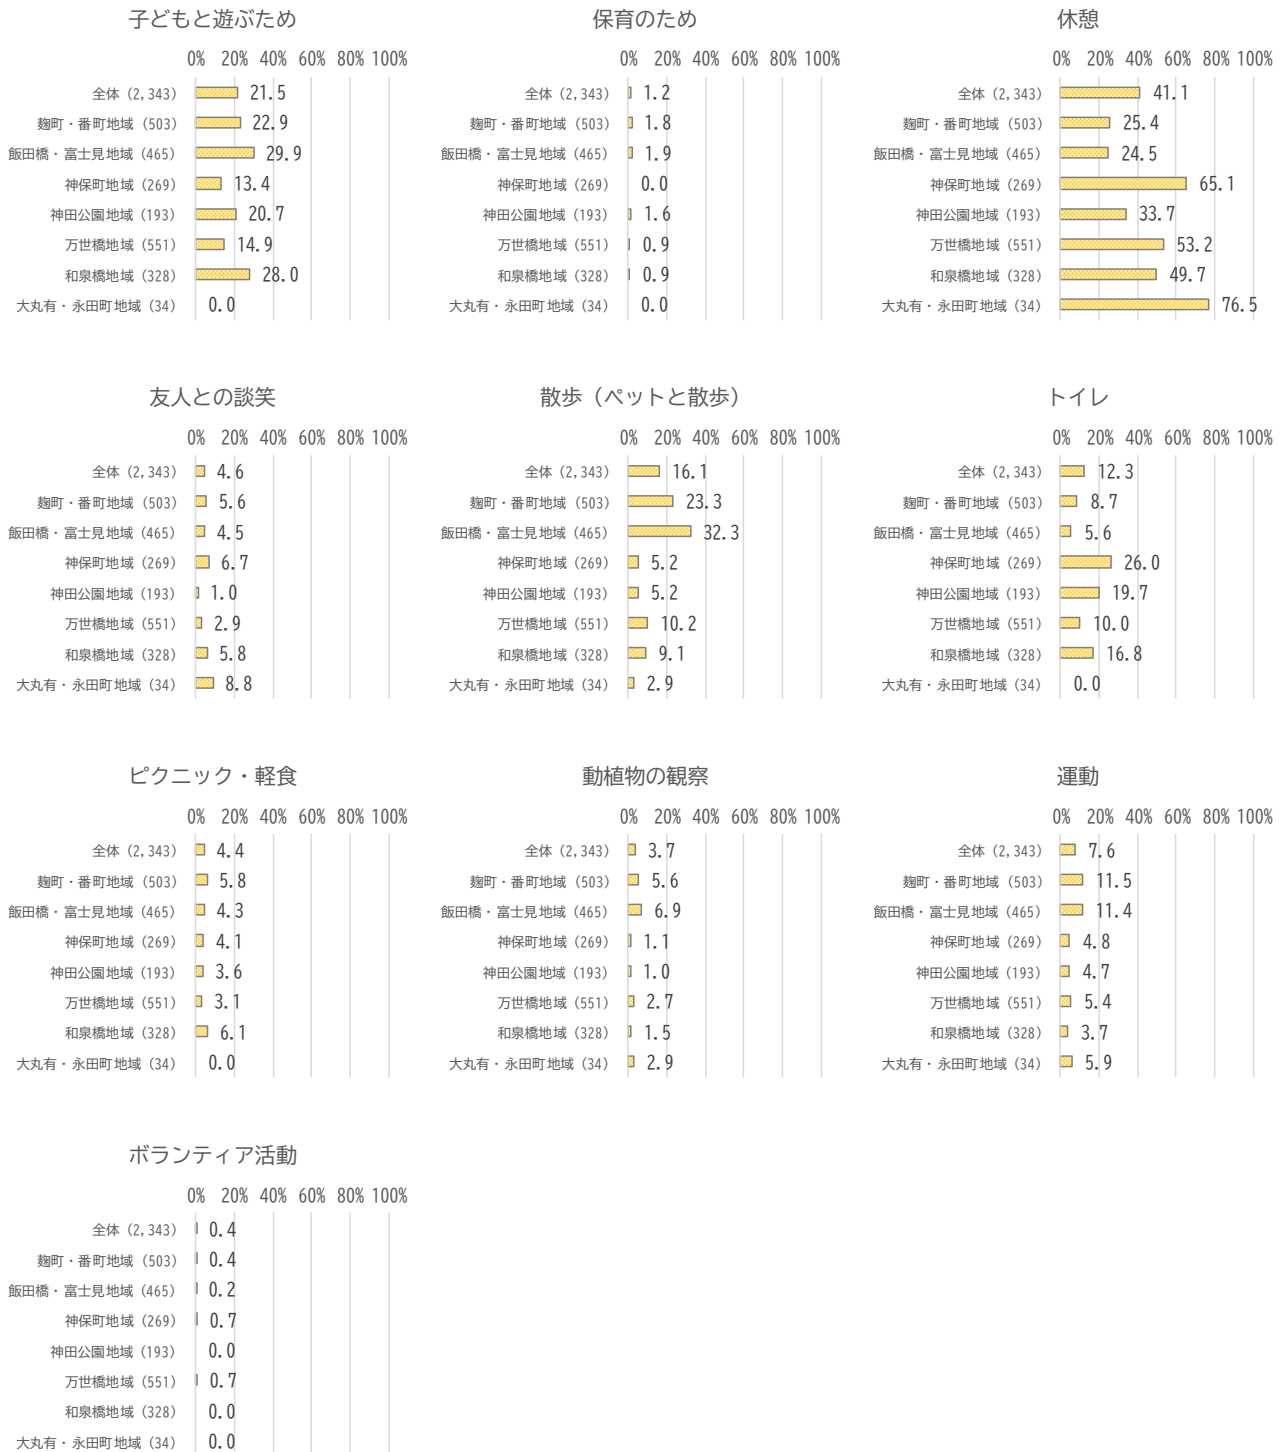 子どもと遊ぶため
0% 20% 40% 60% 80% 100%
全体（2,343） 21.5
麹町・番町地域（503） 22.9
飯田橋・富士見地域（465） 29.9
神保町地域（269） 13.4
神田公園地域（193） 20.7
万世橋地域（551） 14.9
和泉橋地域（328） 28.0
大丸有・永田町地域（34） 0.0
保育のため
0% 20% 40% 60% 80% 100%
全体（2,343） 1.2
麹町・番町地域（503） 1.8
飯田橋・富士見地域（465） 1.9
神保町地域（269） 0.0
神田公園地域（193） 1.6
万世橋地域（551） 0.9
和泉橋地域（328） 0.9
大丸有・永田町地域（34） 0.0
休憩
0% 20% 40% 60% 80% 100%
全体（2,343） 41.1
麹町・番町地域（503） 25.4
飯田橋・富士見地域（465） 24.5
神保町地域（269） 65.1
神田公園地域（193） 33.7
万世橋地域（551） 53.2
和泉橋地域（328） 49.7
大丸有・永田町地域（34） 76.5
友人との談笑
0% 20% 40% 60% 80% 100%
全体（2,343） 4.6
麹町・番町地域（503） 5.6
飯田橋・富士見地域（465） 4.5
神保町地域（269） 6.7
神田公園地域（193） 1.0
万世橋地域（551） 2.9
和泉橋地域（328） 5.8
大丸有・永田町地域（34） 8.8
散歩（ペットと散歩）
0% 20% 40% 60% 80% 100%
全体（2,343） 16.1
麹町・番町地域（503） 23.3
飯田橋・富士見地域（465） 32.3
神保町地域（269） 5.2
神田公園地域（193） 5.2
万世橋地域（551） 10.2
和泉橋地域（328） 9.1
大丸有・永田町地域（34） 2.9
トイレ
0% 20% 40% 60% 80% 100%
全体（2,343） 12.3
麹町・番町地域（503） 8.7
飯田橋・富士見地域（465） 5.6
神保町地域（269） 26.0
神田公園地域（193） 19.7
万世橋地域（551） 10.0
和泉橋地域（328） 16.8
大丸有・永田町地域（34） 0.0
ピクニック・軽食
0% 20% 40% 60% 80% 100%
全体（2,343） 4.4
麹町・番町地域（503） 5.8
飯田橋・富士見地域（465） 4.3
神保町地域（269） 4.1
神田公園地域（193） 3.6
万世橋地域（551） 3.1
和泉橋地域（328） 6.1
大丸有・永田町地域（34） 0.0
動植物の観察
0% 20% 40% 60% 80% 100%
全体（2,343） 3.7
麹町・番町地域（503） 5.6
飯田橋・富士見地域（465） 6.9
神保町地域（269） 1.1
神田公園地域（193） 1.0
万世橋地域（551） 2.7
和泉橋地域（328） 1.5
大丸有・永田町地域（34） 2.9
運動
0% 20% 40% 60% 80% 100%
全体（2,343） 7.6
麹町・番町地域（503） 11.5
飯田橋・富士見地域（465） 11.4
神保町地域（269） 4.8
神田公園地域（193） 4.7
万世橋地域（551） 5.4
和泉橋地域（328） 3.7
大丸有・永田町地域（34） 5.9
ボランティア活動
0% 20% 40% 60% 80% 100%
全体（2,343） 0.4
麹町・番町地域（503） 0.4
飯田橋・富士見地域（465） 0.2
神保町地域（269） 0.7
神田公園地域（193） 0.0
万世橋地域（551） 0.7
和泉橋地域（328） 0.0
大丸有・永田町地域（34） 0.0